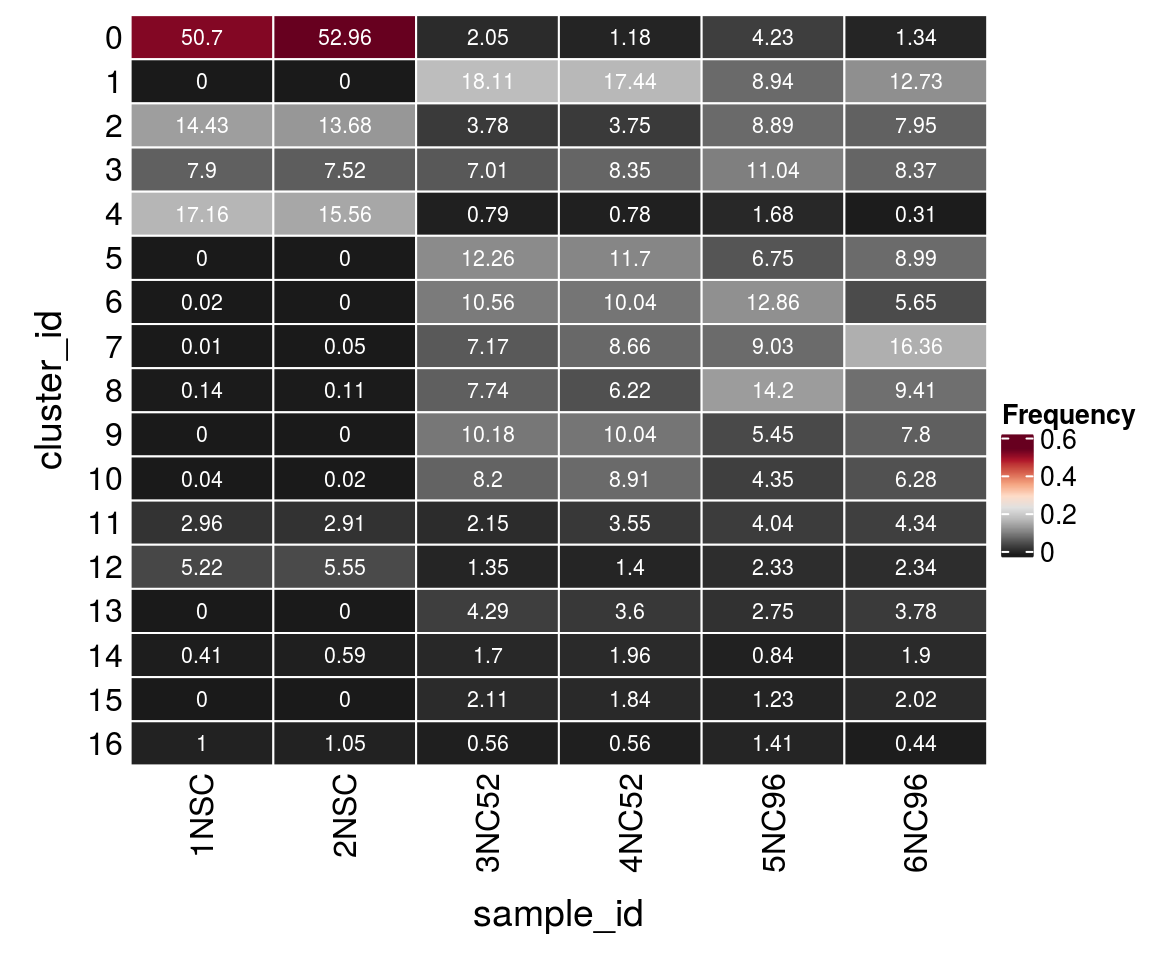 0 50.7 52.96 2.05 1.18 4.23 1.34
1 0 0 18.11 17.44 8.94 12.73
2 14.43 13.68 3.78 3.75 8.89 7.95
3 7.9 7.52 7.01 8.35 11.04 8.37
4 17.16 15.56 0.79 0.78 1.68 0.31
5 0 0 12.26 11.7 6.75 8.99
6 0.02 0 10.56 10.04 12.86 5.65
7 0.01 0.05 7.17 8.66 9.03 16.36
8 0.14 0.11 7.74 6.22 14.2 9.41
9 0 0 10.18 10.04 5.45 7.8
10 0.04 0.02 8.2 8.91 4.35 6.28
11 2.96 2.91 2.15 3.55 4.04 4.34
12 5.22 5.55 1.35 1.4 2.33 2.34
13 0 0 4.29 3.6 2.75 3.78
14 0.41 0.59 1.7 1.96 0.84 1.9
15 0 0 2.11 1.84 1.23 2.02
16 1 1.05 0.56 0.56 1.41 0.44
1NSC 2NSC 3NC52 4NC52 5NC96 6NC96
sample_id
cluster_id
Frequency
0.6
0.4
0.2
0